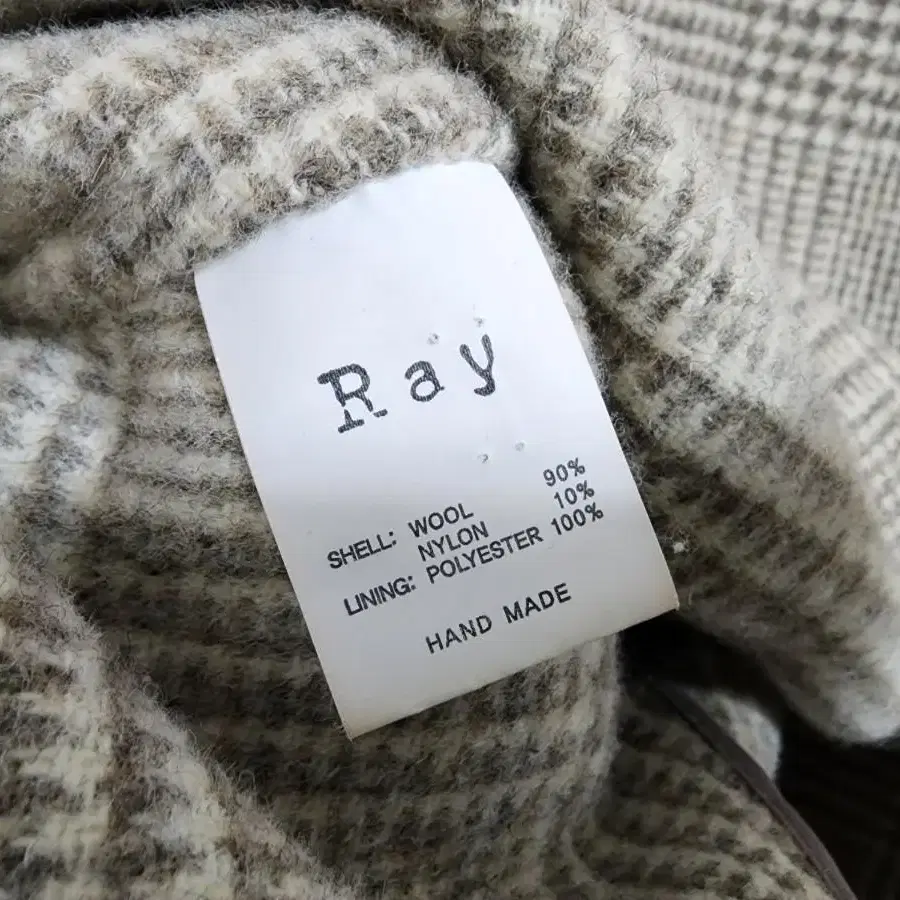 Ray
SHELL: WOOL 90%
NYLON 10%
LINING: POLYESTER 100%
HAND MADE